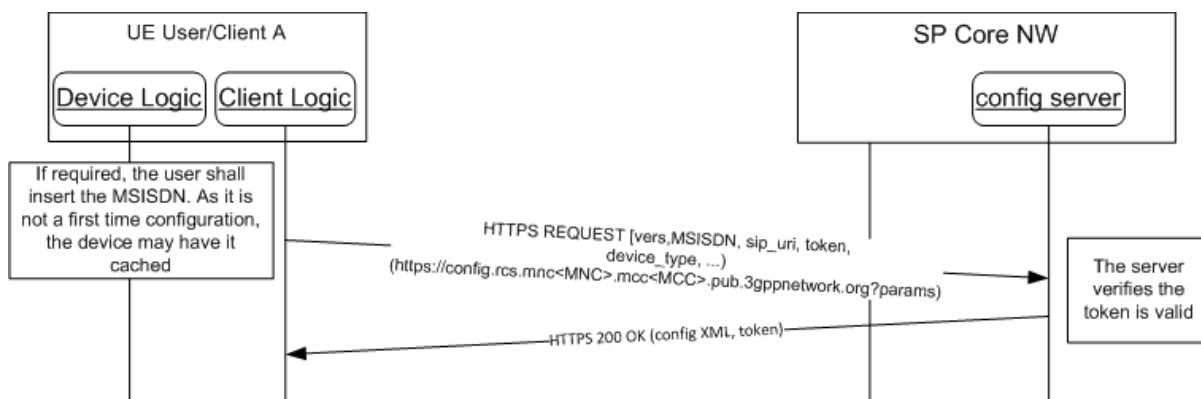 UE User/Client A
SP Core NW
Device Logic
Client Logic
config server
If required, the user shall
insert the MSISDN. As it is
not a first time configuration,
the device may have it
cached
HTTPS REQUEST [vers,MSISDN, sip_uri, token,
device_type, ...)
(https://config.rcs.mnc<MNC>.mcc<MCC>.pub.3gppnetwork.org?params)
The server
verifies the
token is valid
HTTPS 200 OK (config XML, token)